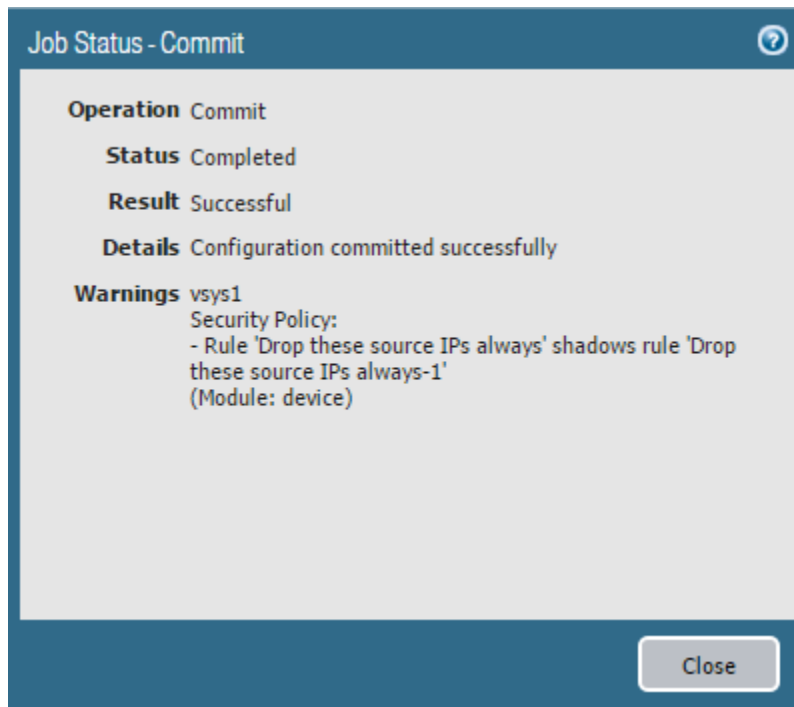 Job Status - Commit
?
Operation Commit
Status Completed
Result Successful
Details Configuration committed successfully
Warnings vsys1
Security Policy:
- Rule 'Drop these source IPs always' shadows rule 'Drop
these source IPs always-1'
(Module: device)
Close